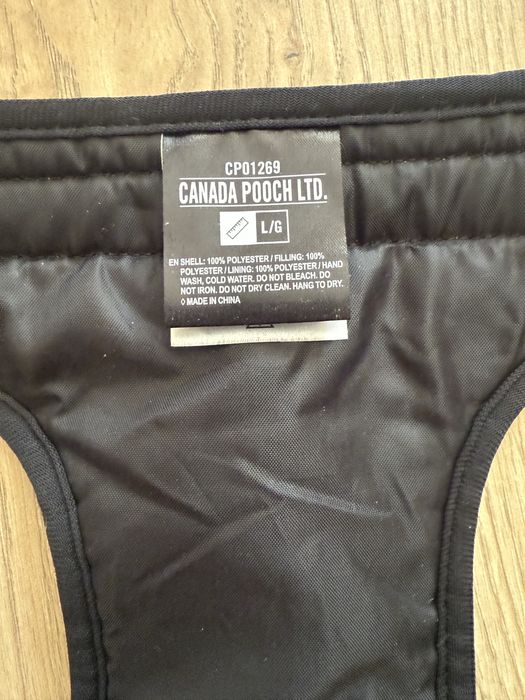 CP01269
CANADA POOCH LTD.
L/G
EN SHELL: 100% POLYESTER / FILLING: 100%
POLYESTER / LINING: 100% POLYESTER / HAND
WASH, COLD WATER. DO NOT BLEACH. DO
NOT IRON. DO NOT DRY CLEAN. HANG TO DRY.
◊ MADE IN CHINA